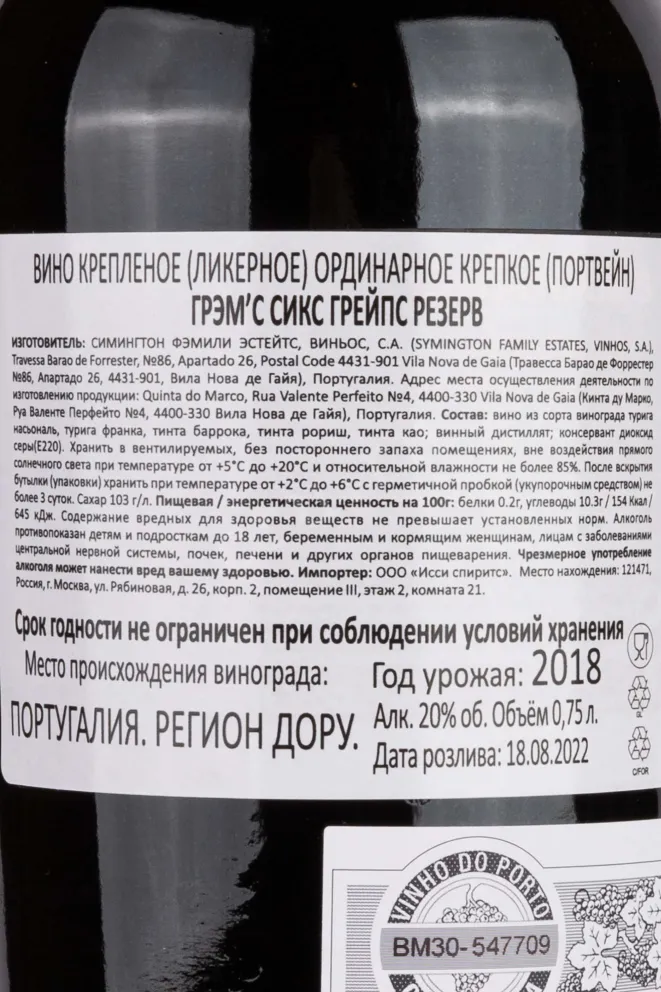 ВИНО КРЕПЛЕНОЕ (ЛИКЕРНОЕ) ОРДИНАРНОЕ КРЕПКОЕ (ПОРТВЕЙН)
ГРЭМ’С СИКС ГРЕЙПС РЕЗЕРВ
ИЗГОТОВИТЕЛЬ: СИМИНГТОН ФЭМИЛИ ЭСТЕЙТС, ВИНЬОС, С.А. (SYMINGTON FAMILY ESTATES, VINHOS, S.A.),
Travessa Barao de Forrester, №86, Apartado 26, Postal Code 4431-901 Vila Nova de Gaia (Травесса Барао де Форрестер
№86, Апартадо 26, 4431-901, Вила Нова де Гайя), Португалия. Адрес места осуществления деятельности по
изготовлению продукции: Quinta do Marco, Rua Valente Perfeito №4, 4400-330 Vila Nova de Gaia (Кинта ду Марко,
Руа Валенте Перфейто №4, 4400-330 Вила Нова де Гайя), Португалия. Состав: вино из сорта винограда турига
насьональ, турига франка, тинта баррока, тинта рориш, тинта као; винный дистиллят; консервант диоксид
серы(Е220). Хранить в вентилируемых, без постороннего запаха помещениях, вне воздействия прямого
солнечного света при температуре от +5°С до +20°С и относительной влажности не более 85%. После вскрытия
бутылки (упаковки) хранить при температуре от +2°С до +6°С с герметичной пробкой (укупорочным средством) не
более 3 суток. Сахар 103 г/л. Пищевая / энергетическая ценность на 100г: белки 0.2г, углеводы 10.3г / 154 Ккал /
645 кДж. Содержание вредных для здоровья веществ не превышает установленных норм. Алкоголь
противопоказан детям и подросткам до 18 лет, беременным и кормящим женщинам, лицам с заболеваниями
центральной нервной системы, почек, печени и других органов пищеварения. Чрезмерное употребление
алкоголя может нанести вред вашему здоровью. Импортер: ООО «Исси спиритс». Место нахождения: 121471,
Россия, г. Москва, ул. Рябиновая, д. 26, корп. 2, помещение III, этаж 2, комната 21.
Срок годности не ограничен при соблюдении условий хранения
Место происхождения винограда:
ПОРТУГАЛИЯ. РЕГИОН ДОРУ.
Год урожая: 2018
Алк. 20% об. Объём 0,75 л.
Дата розлива: 18.08.2022
C/FOR
VINHO DO PORTO
BM30-547709